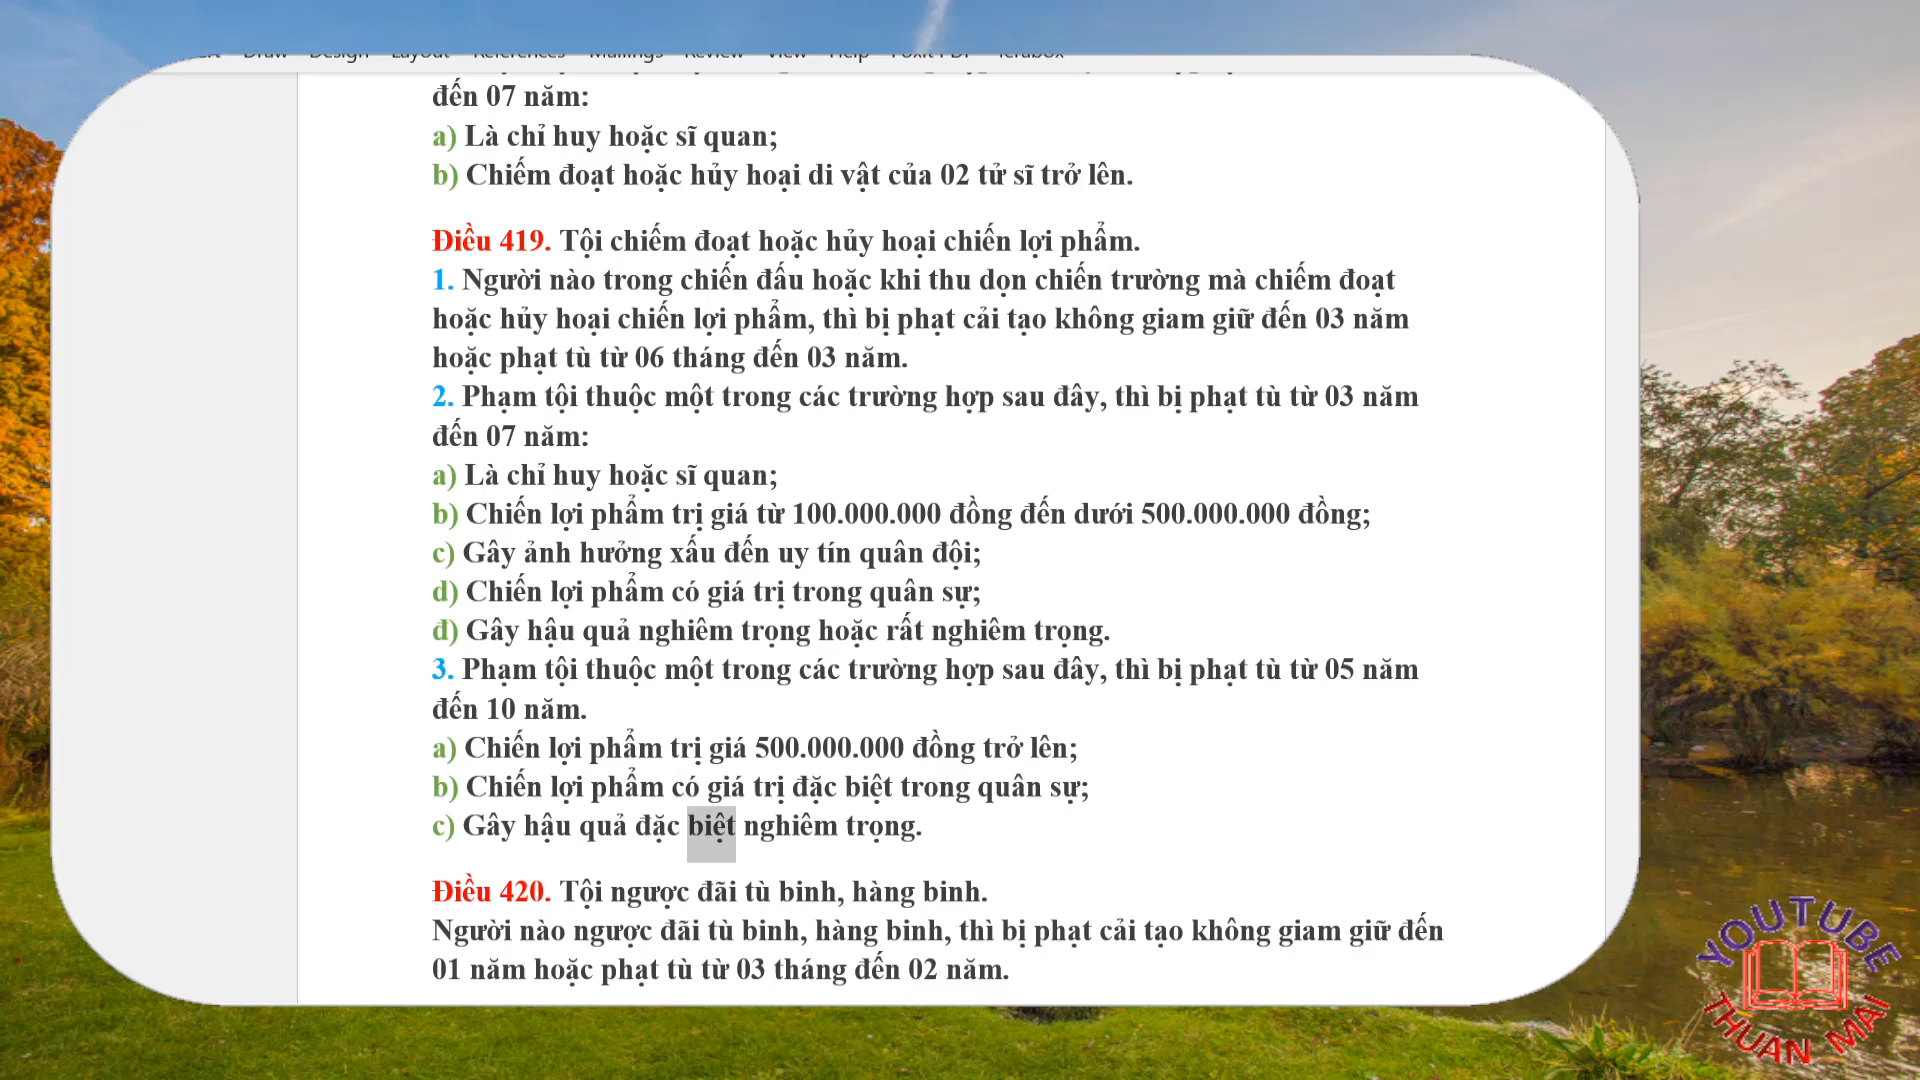 Draw Design Layout References Mailings Review View Help Foxit PDF Terabox
đến 07 năm:
a) Là chỉ huy hoặc sĩ quan;
b) Chiếm đoạt hoặc hủy hoại di vật của 02 tử sĩ trở lên.
Điều 419. Tội chiếm đoạt hoặc hủy hoại chiến lợi phẩm.
1. Người nào trong chiến đấu hoặc khi thu dọn chiến trường mà chiếm đoạt
hoặc hủy hoại chiến lợi phẩm, thì bị phạt cải tạo không giam giữ đến 03 năm
hoặc phạt tù từ 06 tháng đến 03 năm.
2. Phạm tội thuộc một trong các trường hợp sau đây, thì bị phạt tù từ 03 năm
đến 07 năm:
a) Là chỉ huy hoặc sĩ quan;
b) Chiến lợi phẩm trị giá từ 100.000.000 đồng đến dưới 500.000.000 đồng;
c) Gây ảnh hưởng xấu đến uy tín quân đội;
d) Chiến lợi phẩm có giá trị trong quân sự;
đ) Gây hậu quả nghiêm trọng hoặc rất nghiêm trọng.
3. Phạm tội thuộc một trong các trường hợp sau đây, thì bị phạt tù từ 05 năm
đến 10 năm.
a) Chiến lợi phẩm trị giá 500.000.000 đồng trở lên;
b) Chiến lợi phẩm có giá trị đặc biệt trong quân sự;
c) Gây hậu quả đặc biệt nghiêm trọng.
Điều 420. Tội ngược đãi tù binh, hàng binh.
Người nào ngược đãi tù binh, hàng binh, thì bị phạt cải tạo không giam giữ đến
01 năm hoặc phạt tù từ 03 tháng đến 02 năm.
YOUTUBE
THUAN MAI